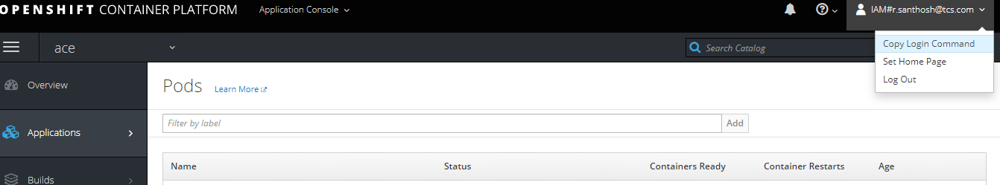 OPENSHIFT CONTAINER PLATFORM Application Console IAM#r.santhosh@tcs.com
ace Search Catalog
Copy Login Command
Set Home Page
Log Out
Overview
Pods Learn More
Filter by label Add
Applications
Name Status Containers Ready Container Restarts Age
Builds